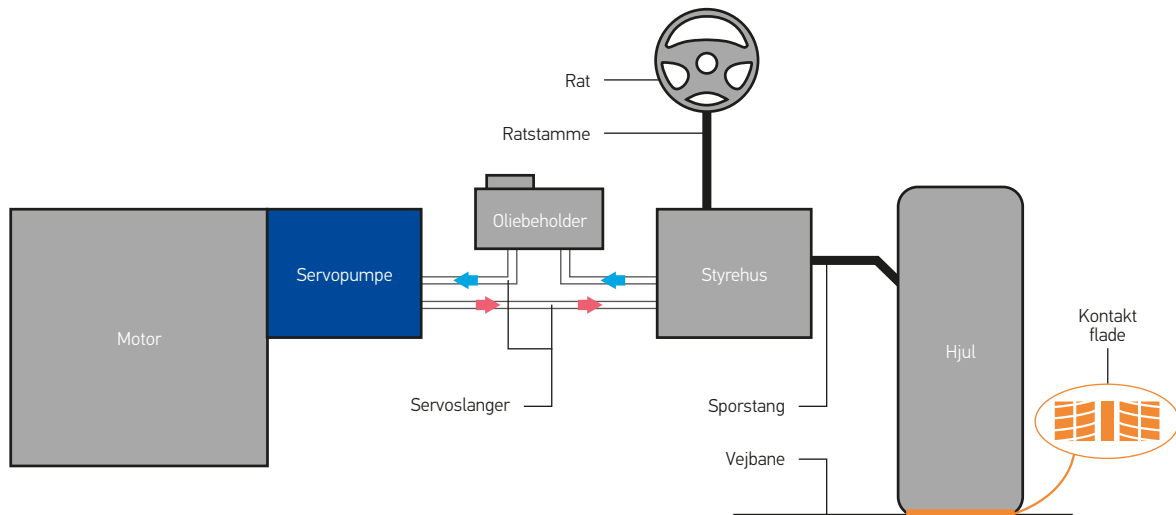 Rat
Ratstamme
Oliebeholder
Servopumpe
Styrehus
Motor
Hjul
Kontakt
flade
Servoslanger
Sporstang
Vejbane